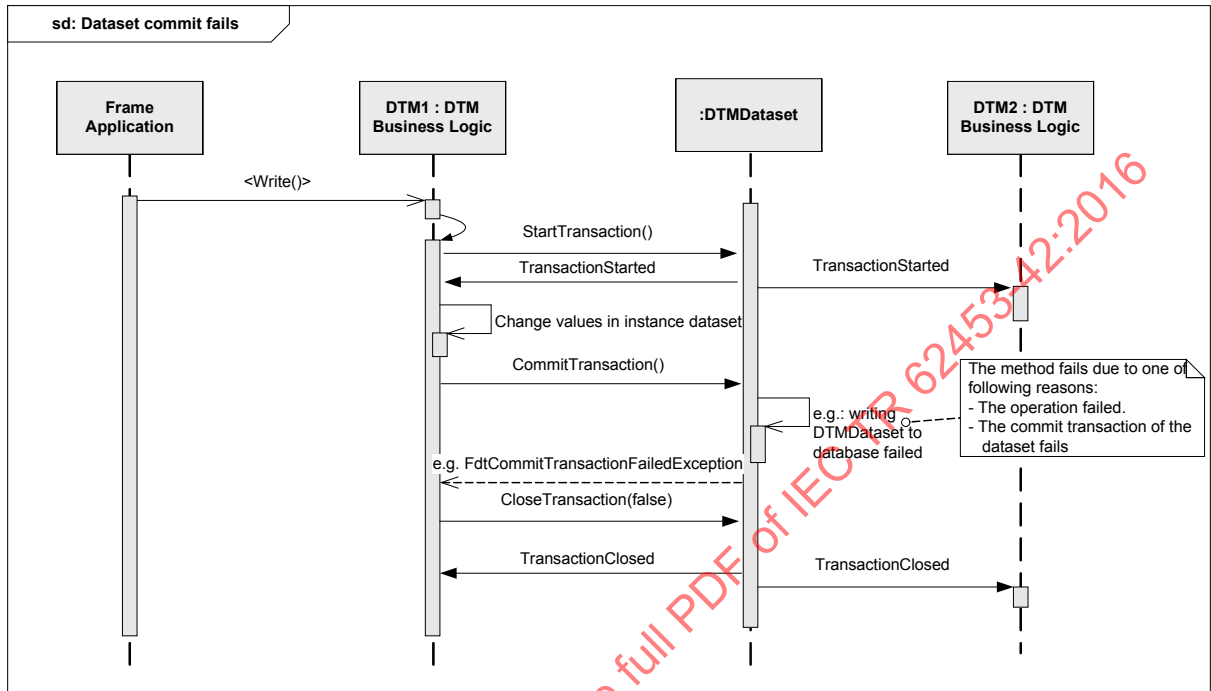 sd: Dataset commit fails
Frame
Application
DTM1 : DTM
Business Logic
:DTMDataset
DTM2 : DTM
Business Logic
<Write()>
StartTransaction()
TransactionStarted
TransactionStarted
Change values in instance dataset
CommitTransaction()
The method fails due to one of
following reasons:
- The operation failed.
- The commit transaction of the
dataset fails
e.g.: writing
DTMDataset to
database failed
e.g. FdtCommitTransactionFailedException
CloseTransaction(false)
TransactionClosed
TransactionClosed
full PDF of IEC TR 62453-42:2016